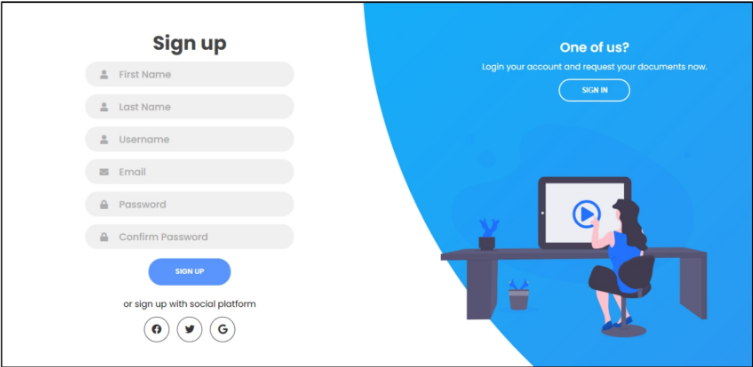 Sign up
First Name
Last Name
Username
Email
Password
Confirm Password
SIGN UP
or sign up with social platform
One of us?
Login your account and request your documents now.
SIGN IN